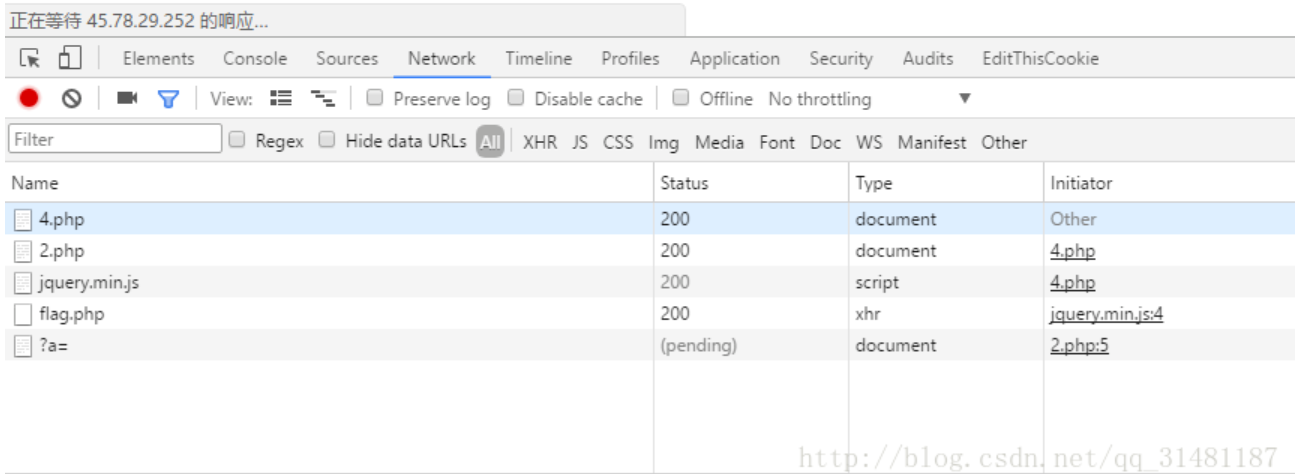 正在等待 45.78.29.252 的响应...
Elements Console Sources Network Timeline Profiles Application Security Audits EditThisCookie
View: Preserve log Disable cache Offline No throttling ▼
Filter Regex Hide data URLs All XHR JS CSS Img Media Font Doc WS Manifest Other
Name Status Type Initiator
4.php 200 document Other
2.php 200 document 4.php
jquery.min.js 200 script 4.php
flag.php 200 xhr jquery.min.js:4
?a= (pending) document 2.php:5
http://blog.csdn.net/qq_31481187